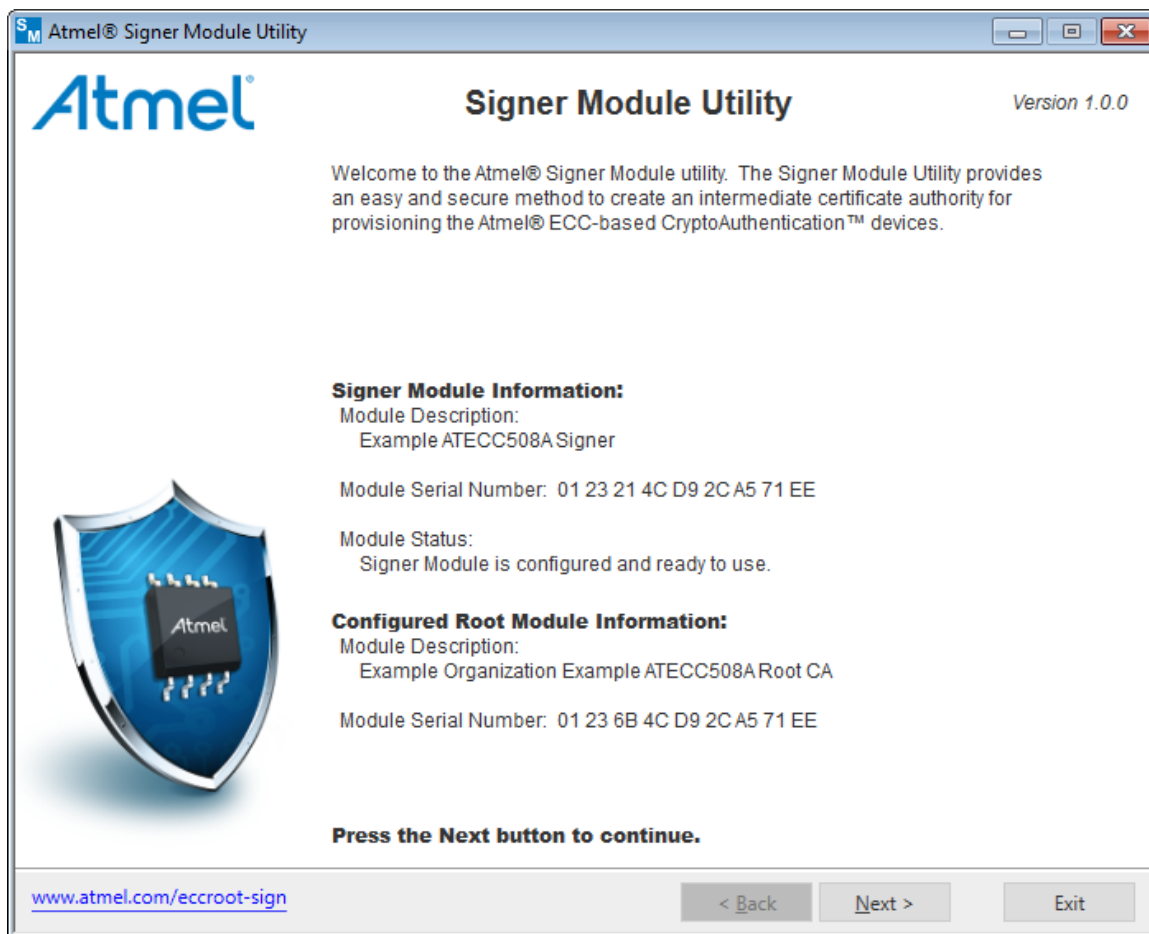 SM Atmel® Signer Module Utility
Atmel®
Signer Module Utility
Version 1.0.0
Welcome to the Atmel® Signer Module utility. The Signer Module Utility provides
an easy and secure method to create an intermediate certificate authority for
provisioning the Atmel® ECC-based CryptoAuthentication™ devices.
Signer Module Information:
Module Description:
Example ATECC508A Signer
Module Serial Number: 01 23 21 4C D9 2C A5 71 EE
Module Status:
Signer Module is configured and ready to use.
Atmel
Configured Root Module Information:
Module Description:
Example Organization Example ATECC508A Root CA
Module Serial Number: 01 23 6B 4C D9 2C A5 71 EE
Press the Next button to continue.
www.atmel.com/eccroot-sign
< Back
Next >
Exit